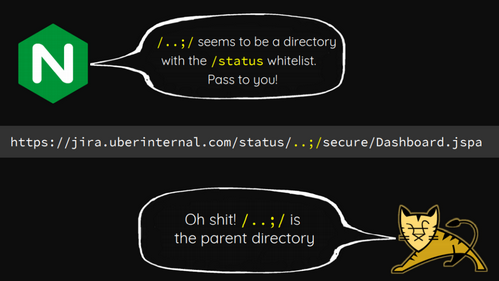 N
/..;/ seems to be a directory
with the /status whitelist.
Pass to you!
https://jira.uberinternal.com/status/..;/secure/Dashboard.jspa
Oh shit! /..;/ is
the parent directory